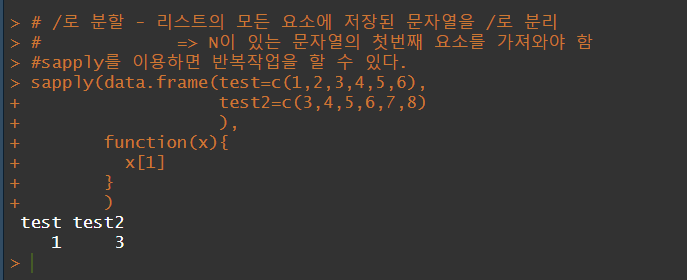 > # /로 분할 - 리스트의 모든 요소에 저장된 문자열을 /로 분리
> #             => N이 있는 문자열의 첫번째 요소를 가져와야 함
> #sapply를 이용하면 반복작업을 할 수 있다.
> sapply(data.frame(test=c(1,2,3,4,5,6),
+                   test2=c(3,4,5,6,7,8)
+                   ),
+        function(x){
+          x[1]
+        }
+        )
 test test2
    1     3
>